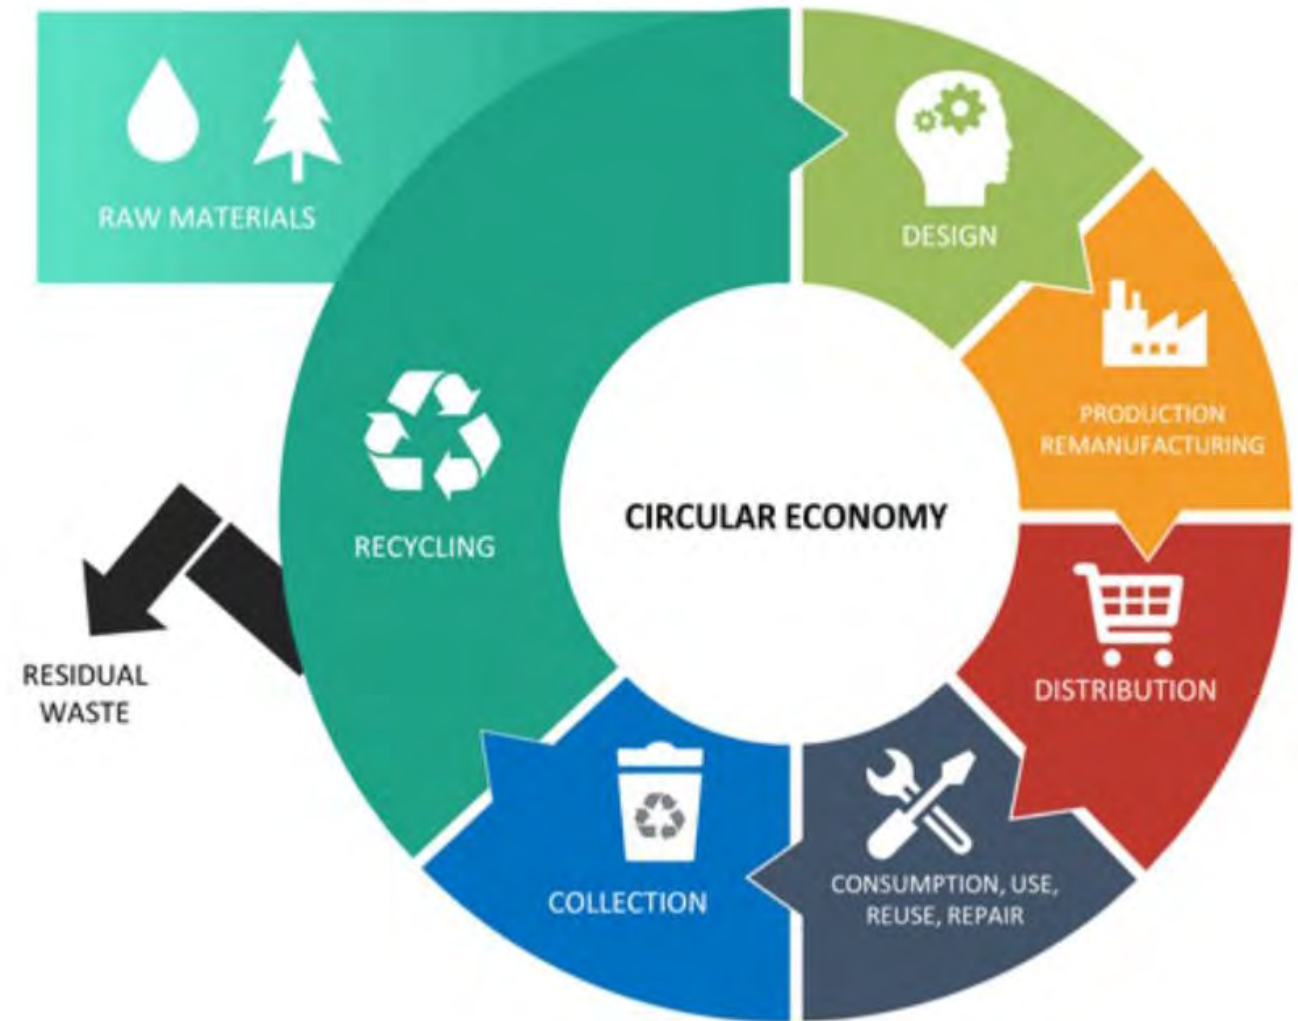 RAW MATERIALS
DESIGN
PRODUCTION
REMANUFACTURING
CIRCULAR ECONOMY
RECYCLING
RESIDUAL
WASTE
DISTRIBUTION
CONSUMPTION, USE,
REUSE, REPAIR
COLLECTION